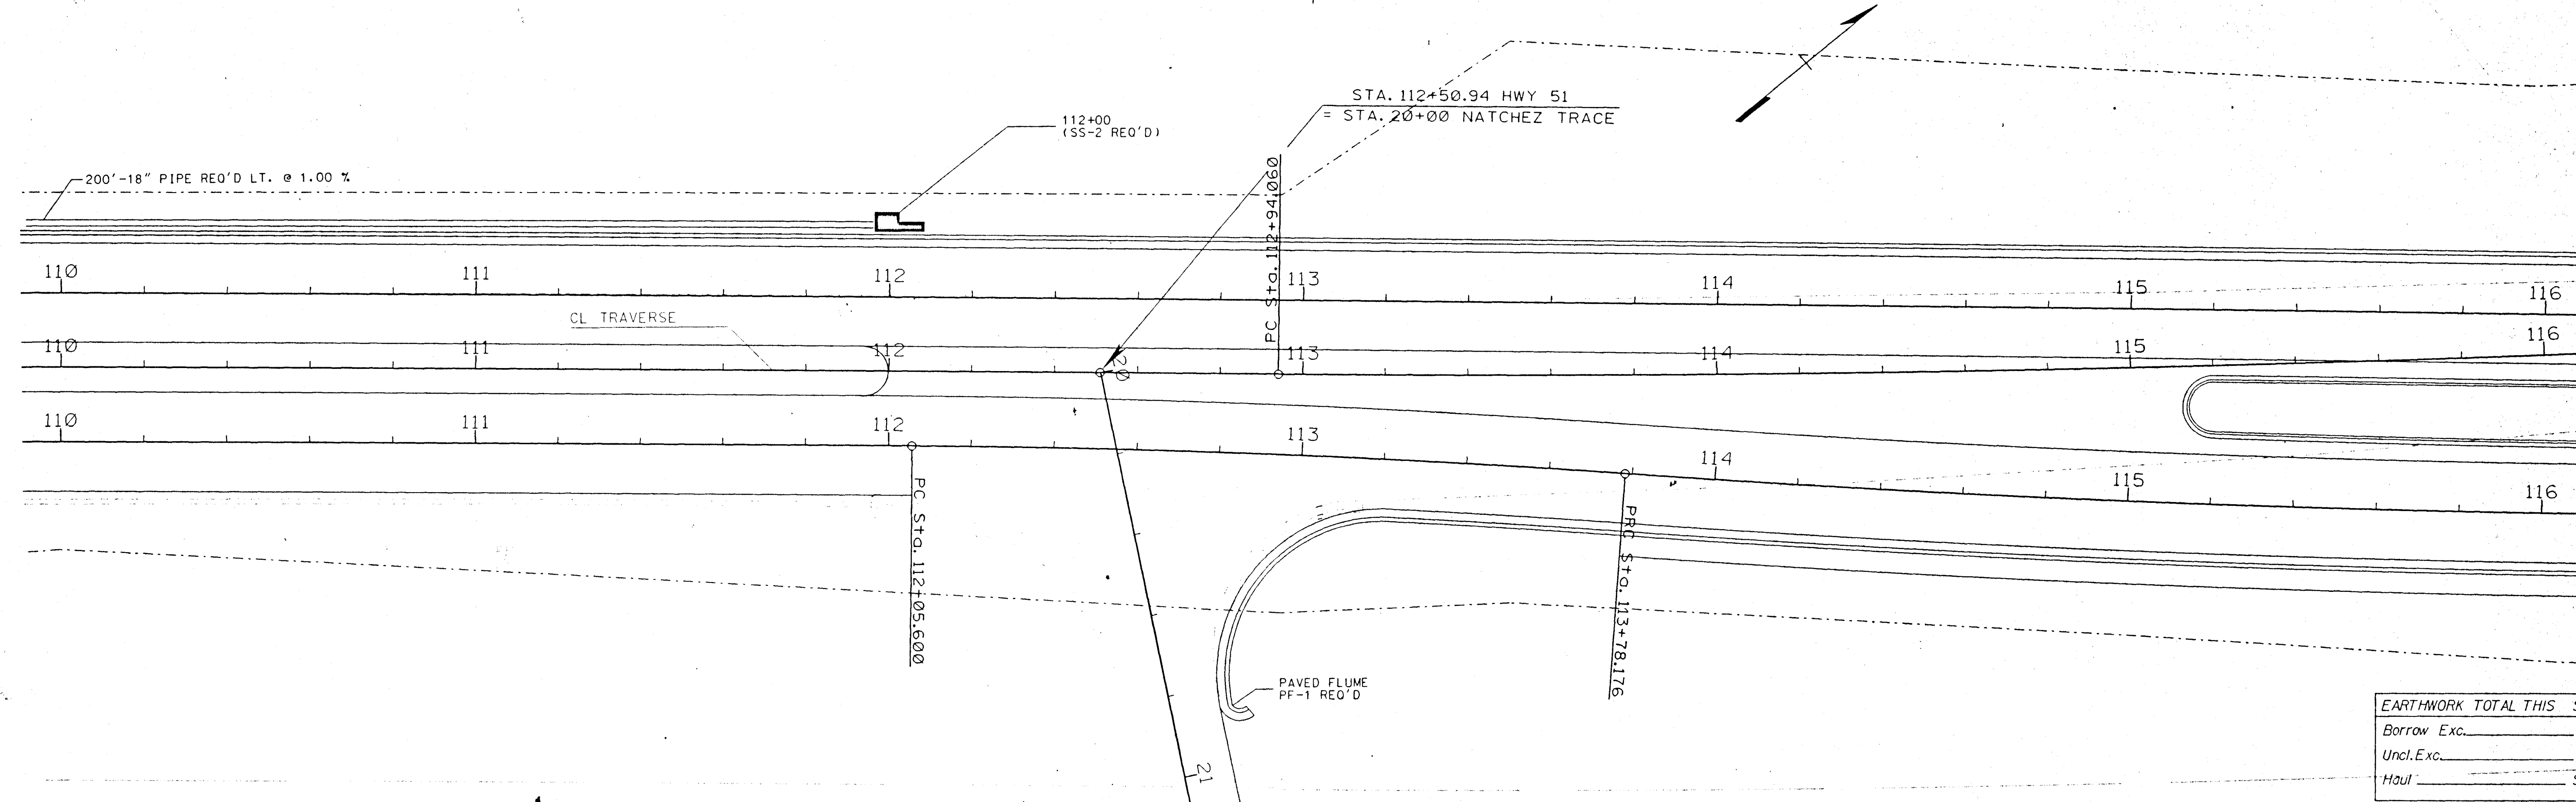 STA. 112+50.94 HWY 51
= STA. 20+00 NATCHEZ TRACE
112+00
(SS-2 REQ'D)
200'-18" PIPE REQ'D LT. @ 1.00 %
PC Sta. 112+94.060
110 111 112 113 114 115 116
CL TRAVERSE
110 111 112 113 114 115 116
20
110 111 112 113 114 115 116
PC Sta. 112+05.600
PRC Sta. 113+78.176
PAVED FLUME
PF-1 REQ'D
21
EARTHWORK TOTAL THIS
Borrow Exc.
Uncl. Exc.
Haul